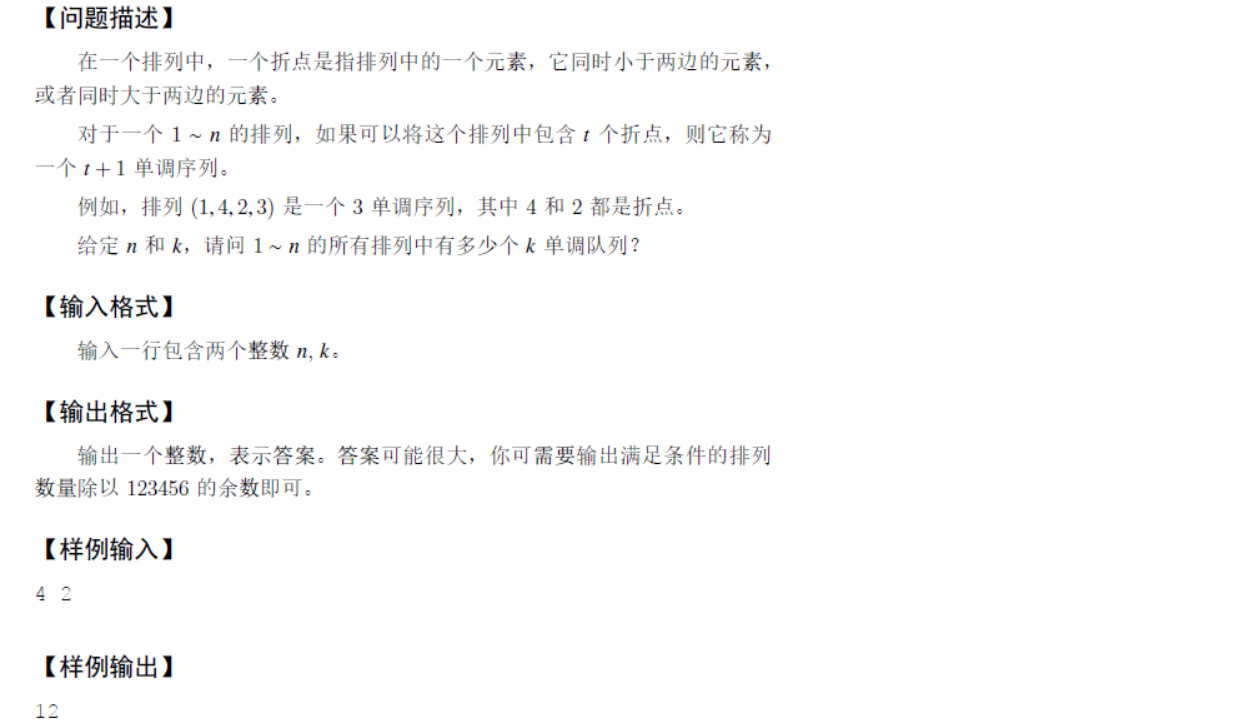 【问题描述】
在一个排列中，一个折点是指排列中的一个元素，它同时小于两边的元素，
或者同时大于两边的元素。
对于一个 1 ~ n 的排列，如果可以将这个排列中包含 t 个折点，则它称为
一个 t + 1 单调序列。
例如，排列 (1, 4, 2, 3) 是一个 3 单调序列，其中 4 和 2 都是折点。
给定 n 和 k，请问 1 ~ n 的所有排列中有多少个 k 单调队列？
【输入格式】
输入一行包含两个整数 n, k。
【输出格式】
输出一个整数，表示答案。答案可能很大，你可需要输出满足条件的排列
数量除以 123456 的余数即可。
【样例输入】
4 2
【样例输出】
12